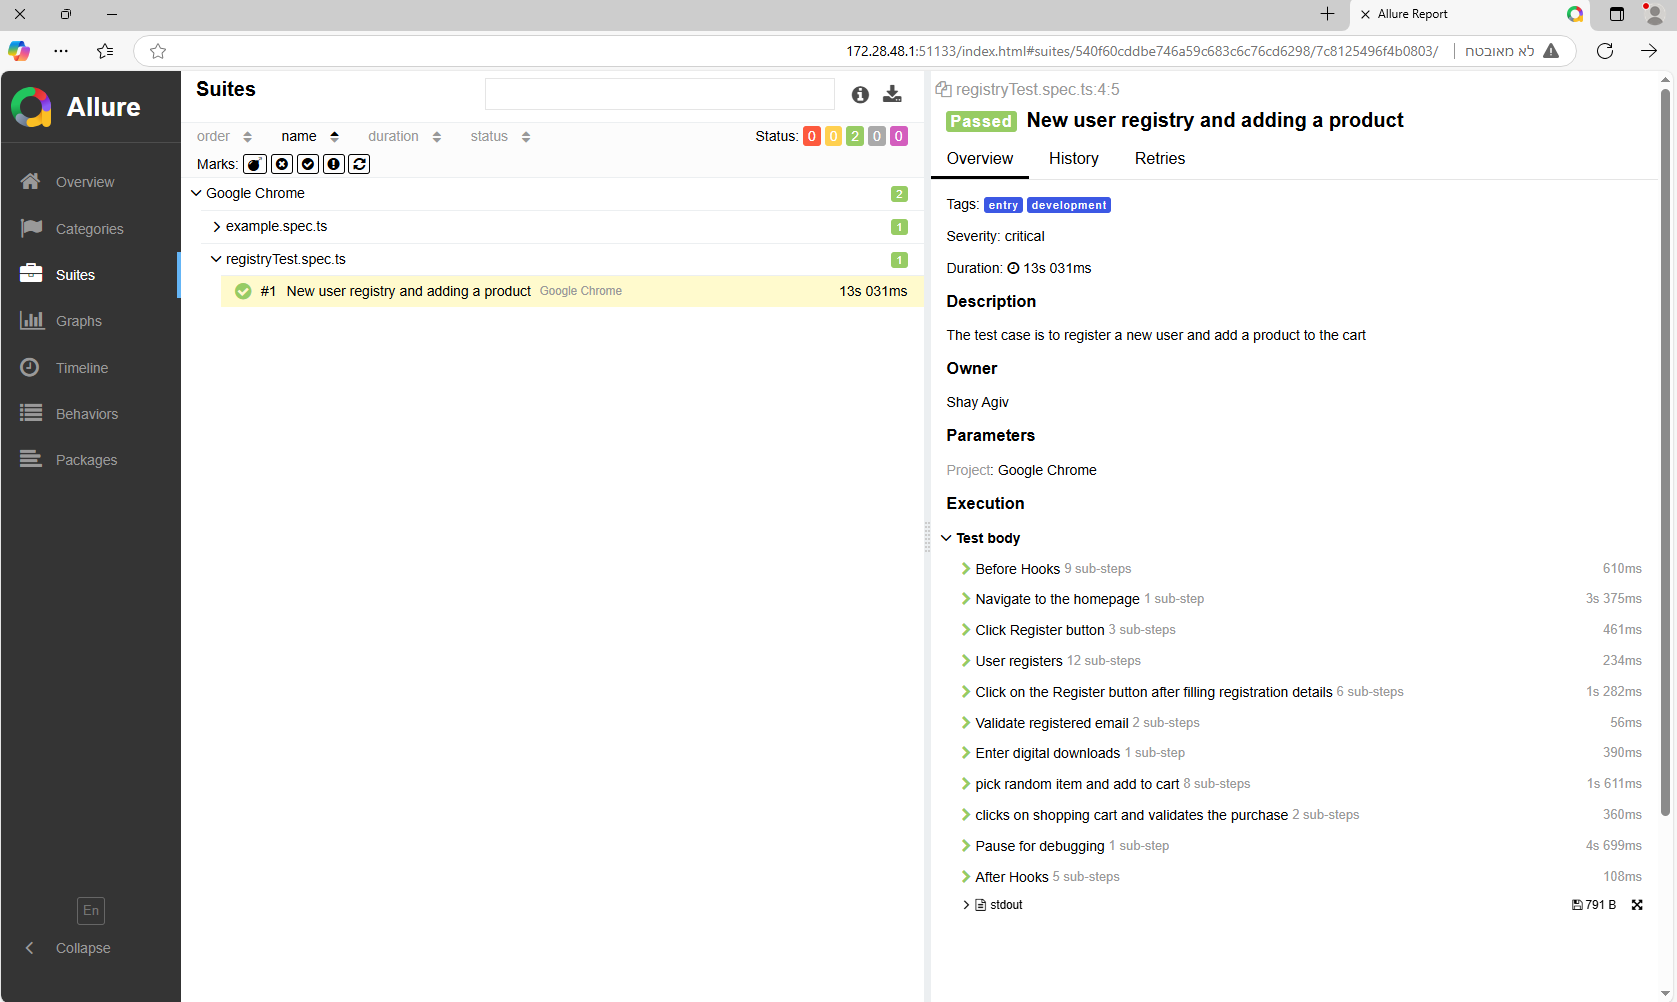 Allure Report
172.28.48.1:51133/index.html#suites/540f60cddbe746a59c683c6c76cd6298/7c8125496f4b0803/
לא מאובטח
Allure
Overview
Categories
Suites
Graphs
Timeline
Behaviors
Packages
En
Collapse
Suites
order name duration status
Status: 0 0 2 0 0
Marks:
Google Chrome 2
example.spec.ts 1
registryTest.spec.ts 1
#1 New user registry and adding a product Google Chrome 13s 031ms
registryTest.spec.ts:4:5
Passed New user registry and adding a product
Overview History Retries
Tags: entry development
Severity: critical
Duration: 13s 031ms
Description
The test case is to register a new user and add a product to the cart
Owner
Shay Agiv
Parameters
Project: Google Chrome
Execution
Test body
Before Hooks 9 sub-steps 610ms
Navigate to the homepage 1 sub-step 3s 375ms
Click Register button 3 sub-steps 461ms
User registers 12 sub-steps 234ms
Click on the Register button after filling registration details 6 sub-steps 1s 282ms
Validate registered email 2 sub-steps 56ms
Enter digital downloads 1 sub-step 390ms
pick random item and add to cart 8 sub-steps 1s 611ms
clicks on shopping cart and validates the purchase 2 sub-steps 360ms
Pause for debugging 1 sub-step 4s 699ms
After Hooks 5 sub-steps 108ms
stdout 791 B